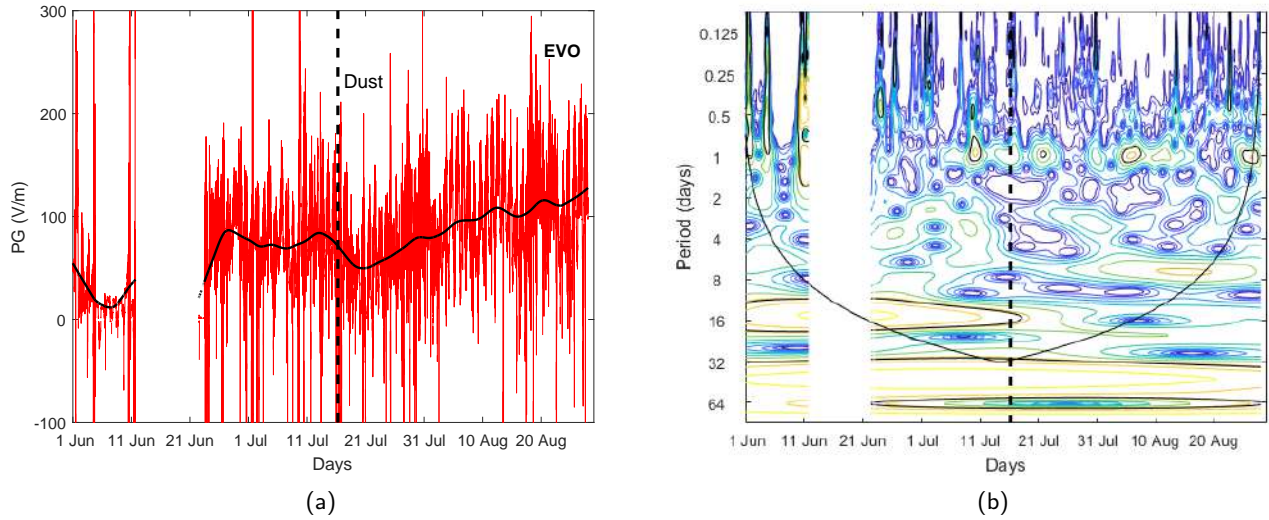 300
200
100
0
-100
PG (V/m)
EVO
Dust
1 Jun 11 Jun 21 Jun 1 Jul 11 Jul 21 Jul 31 Jul 10 Aug 20 Aug
Days
(a)
0.125
0.25
0.5
1
2
4
8
16
32
64
Period (days)
1 Jun 11 Jun 21 Jun 1 Jul 11 Jul 21 Jul 31 Jul 10 Aug 20 Aug
Days
(b)